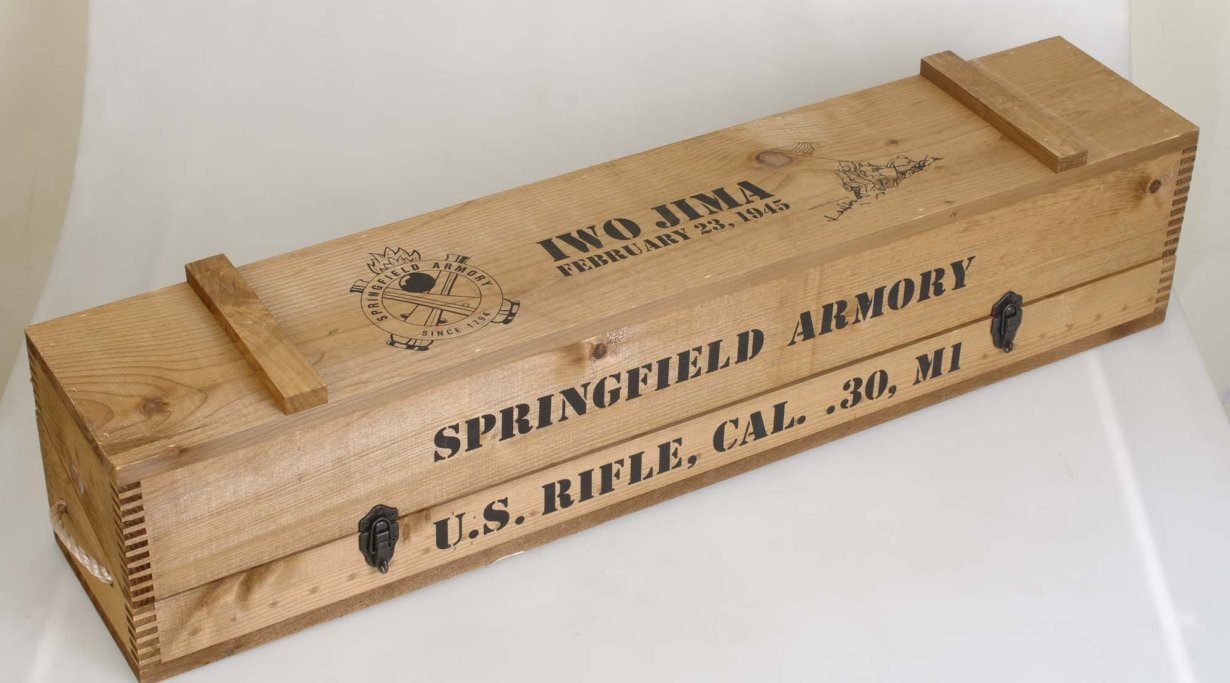 SPRINGFIELD ARMORY
SINCE 1794
IWO JIMA
FEBRUARY 23, 1945
SPRINGFIELD ARMORY
U.S. RIFLE, CAL. .30, M1